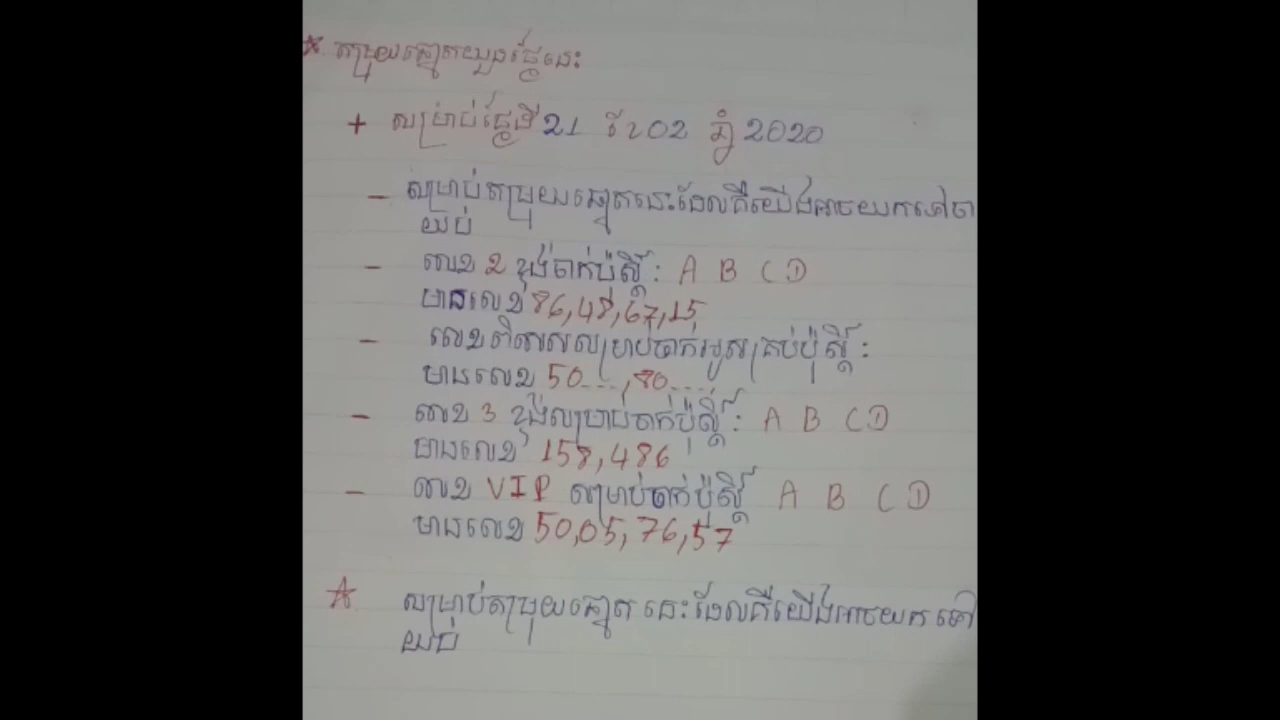 * តម្រុយឆ្នោតយួនថ្ងៃនេះ
+ សម្រាប់ថ្ងៃទី 21 ខែ 02 ឆ្នាំ 2020
- សម្រាប់តម្រុយឆ្នោតនេះដែលគឺយើងអាចយកទៅចា
យប់
- លេខ 2 ខ្ទង់ចាក់ប៉ុស្តិ៍ : A B C D
មានលេខ 86,48,67,15
- លេខពិសេសសម្រាប់ចាក់អូសគ្រប់ប៉ុស្តិ៍ :
មានលេខ 50....,80....
- លេខ 3 ខ្ទង់សម្រាប់ចាក់ប៉ុស្តិ៍ : A B C D
មានលេខ 158,486
- លេខ VIP សម្រាប់ចាក់ប៉ុស្តិ៍ A B C D
មានលេខ 50,05,76,57
* សម្រាប់តម្រុយឆ្នោត នេះដែលគឺយើងអាចយក ទៅ
យប់